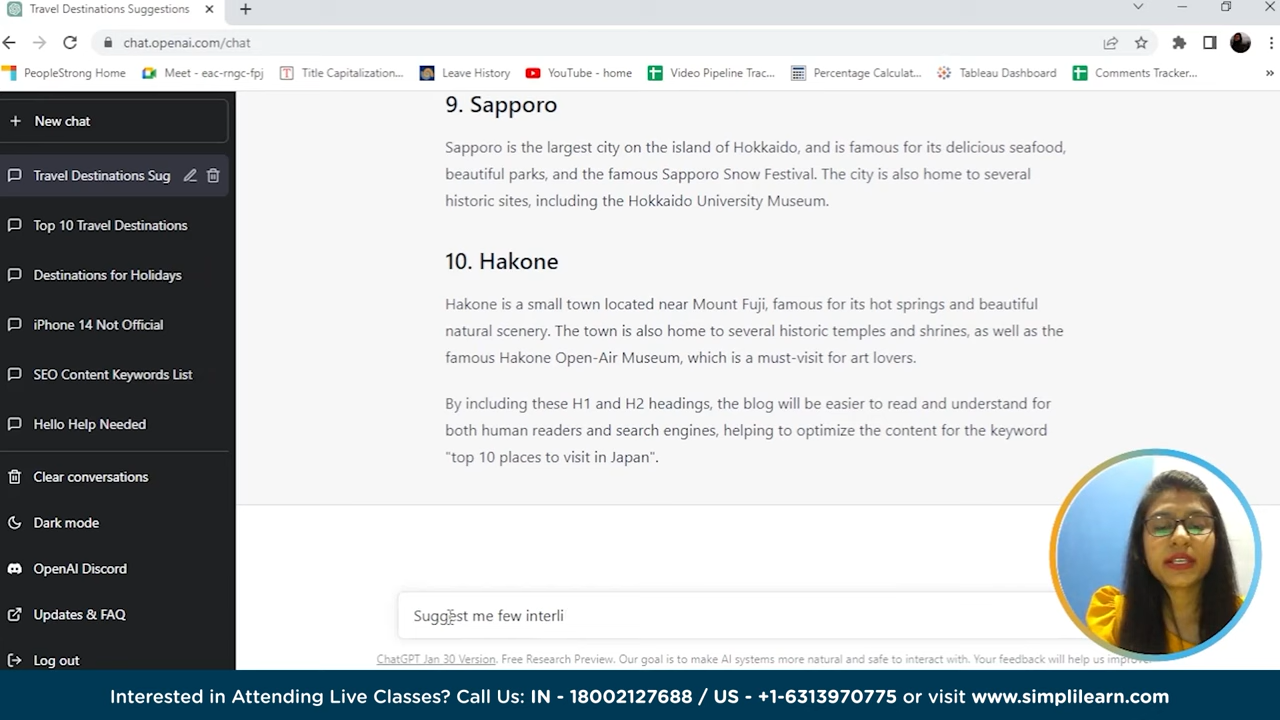 Travel Destinations Suggestions
chat.openai.com/chat
PeopleStrong Home
Meet - eac-rngc-fpj
Title Capitalization...
Leave History
YouTube - home
Video Pipeline Trac...
Percentage Calculat...
Tableau Dashboard
Comments Tracker...
New chat
Travel Destinations Sug
Top 10 Travel Destinations
Destinations for Holidays
iPhone 14 Not Official
SEO Content Keywords List
Hello Help Needed
Clear conversations
Dark mode
OpenAI Discord
Updates & FAQ
Log out
9. Sapporo
Sapporo is the largest city on the island of Hokkaido, and is famous for its delicious seafood,
beautiful parks, and the famous Sapporo Snow Festival. The city is also home to several
historic sites, including the Hokkaido University Museum.
10. Hakone
Hakone is a small town located near Mount Fuji, famous for its hot springs and beautiful
natural scenery. The town is also home to several historic temples and shrines, as well as the
famous Hakone Open-Air Museum, which is a must-visit for art lovers.
By including these H1 and H2 headings, the blog will be easier to read and understand for
both human readers and search engines, helping to optimize the content for the keyword
"top 10 places to visit in Japan".
Suggest me few interli
ChatGPT Jan 30 Version. Free Research Preview. Our goal is to make AI systems more natural and safe to interact with. Your feedback will help us improve.
Interested in Attending Live Classes? Call Us: IN - 18002127688 / US - +1-6313970775 or visit www.simplilearn.com